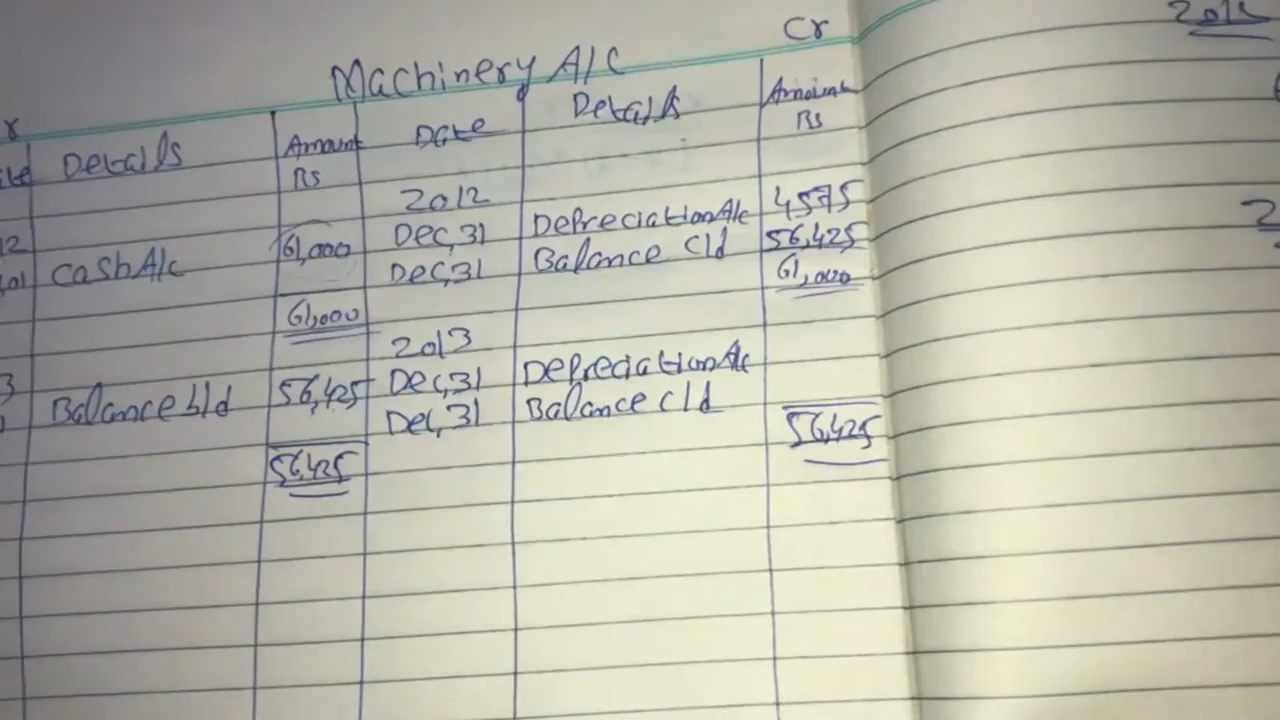 Cr
Machinery A/C
Details Amount Rs Date Details Amount Rs
2012
Dec,31 Depreciation A/c 4575
Cash A/c 61,000 Dec,31 Balance C/d 56,425
61,000
61,000
2013
Dec,31 Depreciation A/c
Balance b/d 56,425 Dec,31 Balance c/d
56,425
56,425